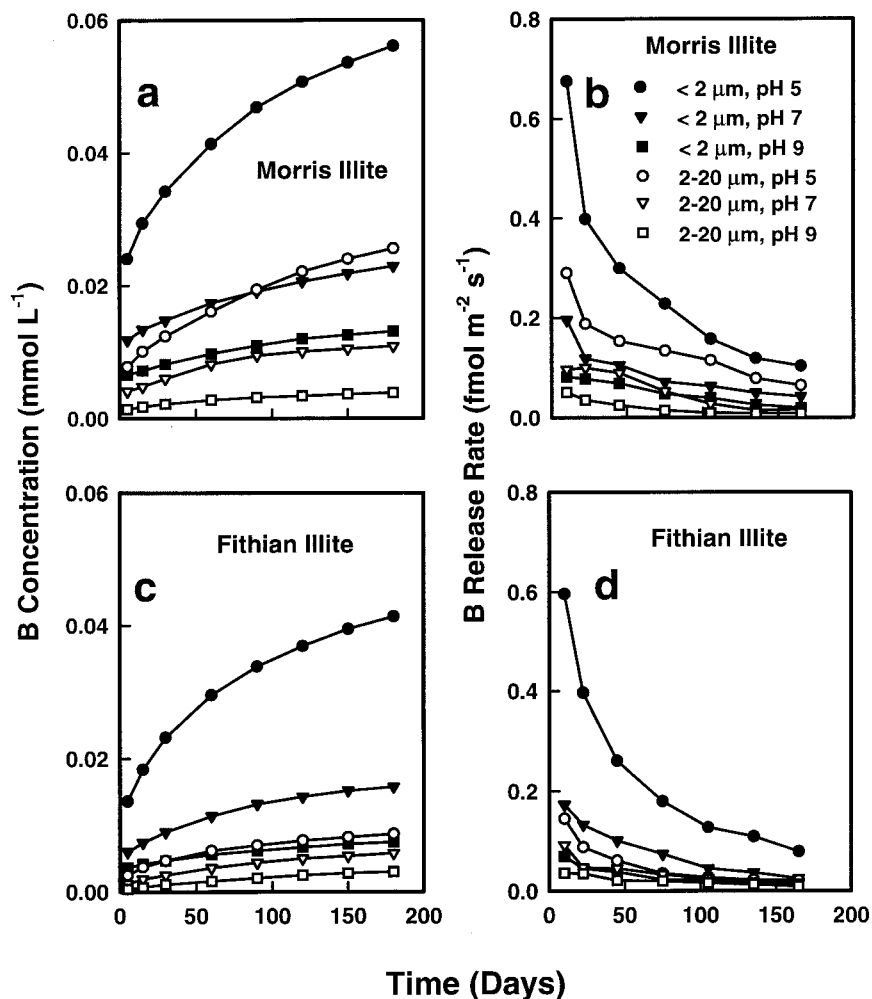 0.06
0.04
0.02
0.00
a
Morris Illite
B Concentration (mmol L⁻¹)
0.8
0.6
0.4
0.2
0.0
b
Morris Illite
< 2 μm, pH 5
< 2 μm, pH 7
< 2 μm, pH 9
2-20 μm, pH 5
2-20 μm, pH 7
2-20 μm, pH 9
B Release Rate (fmol m⁻² s⁻¹)
0.06
0.04
0.02
0.00
c
Fithian Illite
0 50 100 150 200
0.8
0.6
0.4
0.2
0.0
d
Fithian Illite
0 50 100 150 200
Time (Days)